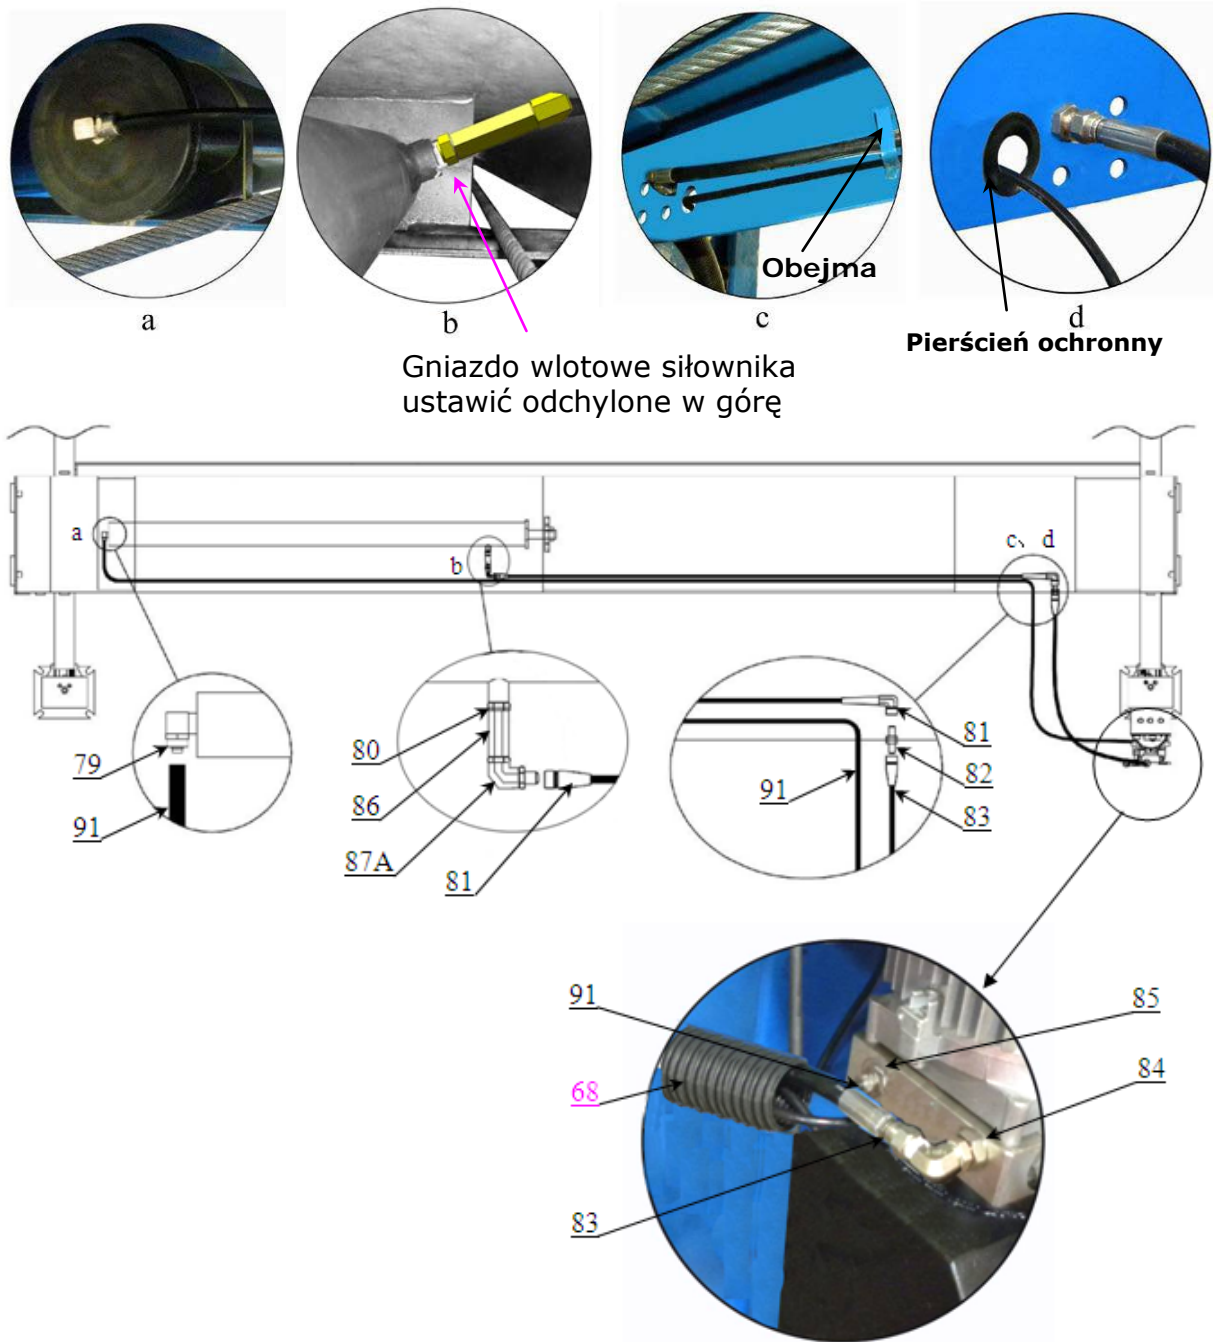 Obejma
a
b
c
d
Pierścień ochronny
Gniazdo wlotowe siłownika
ustawić odchylone w górę
a
b
c、 d
79
91
80
86
87A
81
91
81
82
83
91
68
83
85
84